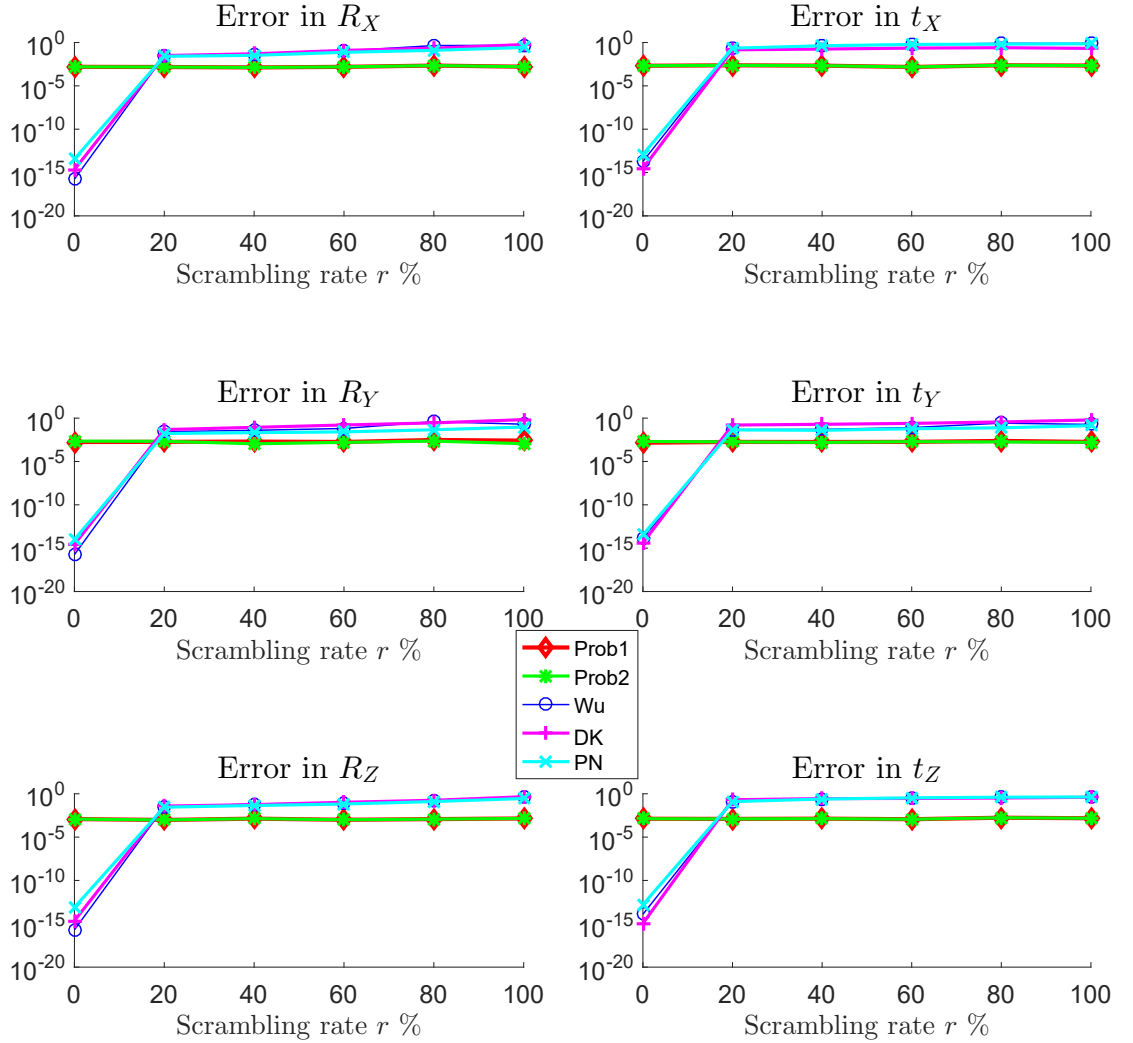 Error in R_X
10^0
10^-5
10^-10
10^-15
10^-20
0 20 40 60 80 100
Scrambling rate r %
Error in t_X
10^0
10^-5
10^-10
10^-15
10^-20
0 20 40 60 80 100
Scrambling rate r %
Error in R_Y
10^0
10^-5
10^-10
10^-15
10^-20
0 20 40 60 80 100
Scrambling rate r %
Error in t_Y
10^0
10^-5
10^-10
10^-15
10^-20
0 20 40 60 80 100
Scrambling rate r %
Prob1
Prob2
Wu
DK
PN
Error in R_Z
10^0
10^-5
10^-10
10^-15
10^-20
0 20 40 60 80 100
Scrambling rate r %
Error in t_Z
10^0
10^-5
10^-10
10^-15
10^-20
0 20 40 60 80 100
Scrambling rate r %